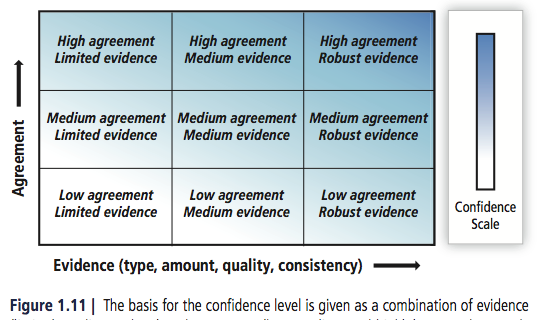 High agreement
Limited evidence
High agreement
Medium evidence
High agreement
Robust evidence
Medium agreement
Limited evidence
Medium agreement
Medium evidence
Medium agreement
Robust evidence
Low agreement
Limited evidence
Low agreement
Medium evidence
Low agreement
Robust evidence
Agreement
Evidence (type, amount, quality, consistency)
Confidence
Scale
Figure 1.11 | The basis for the confidence level is given as a combination of evidence